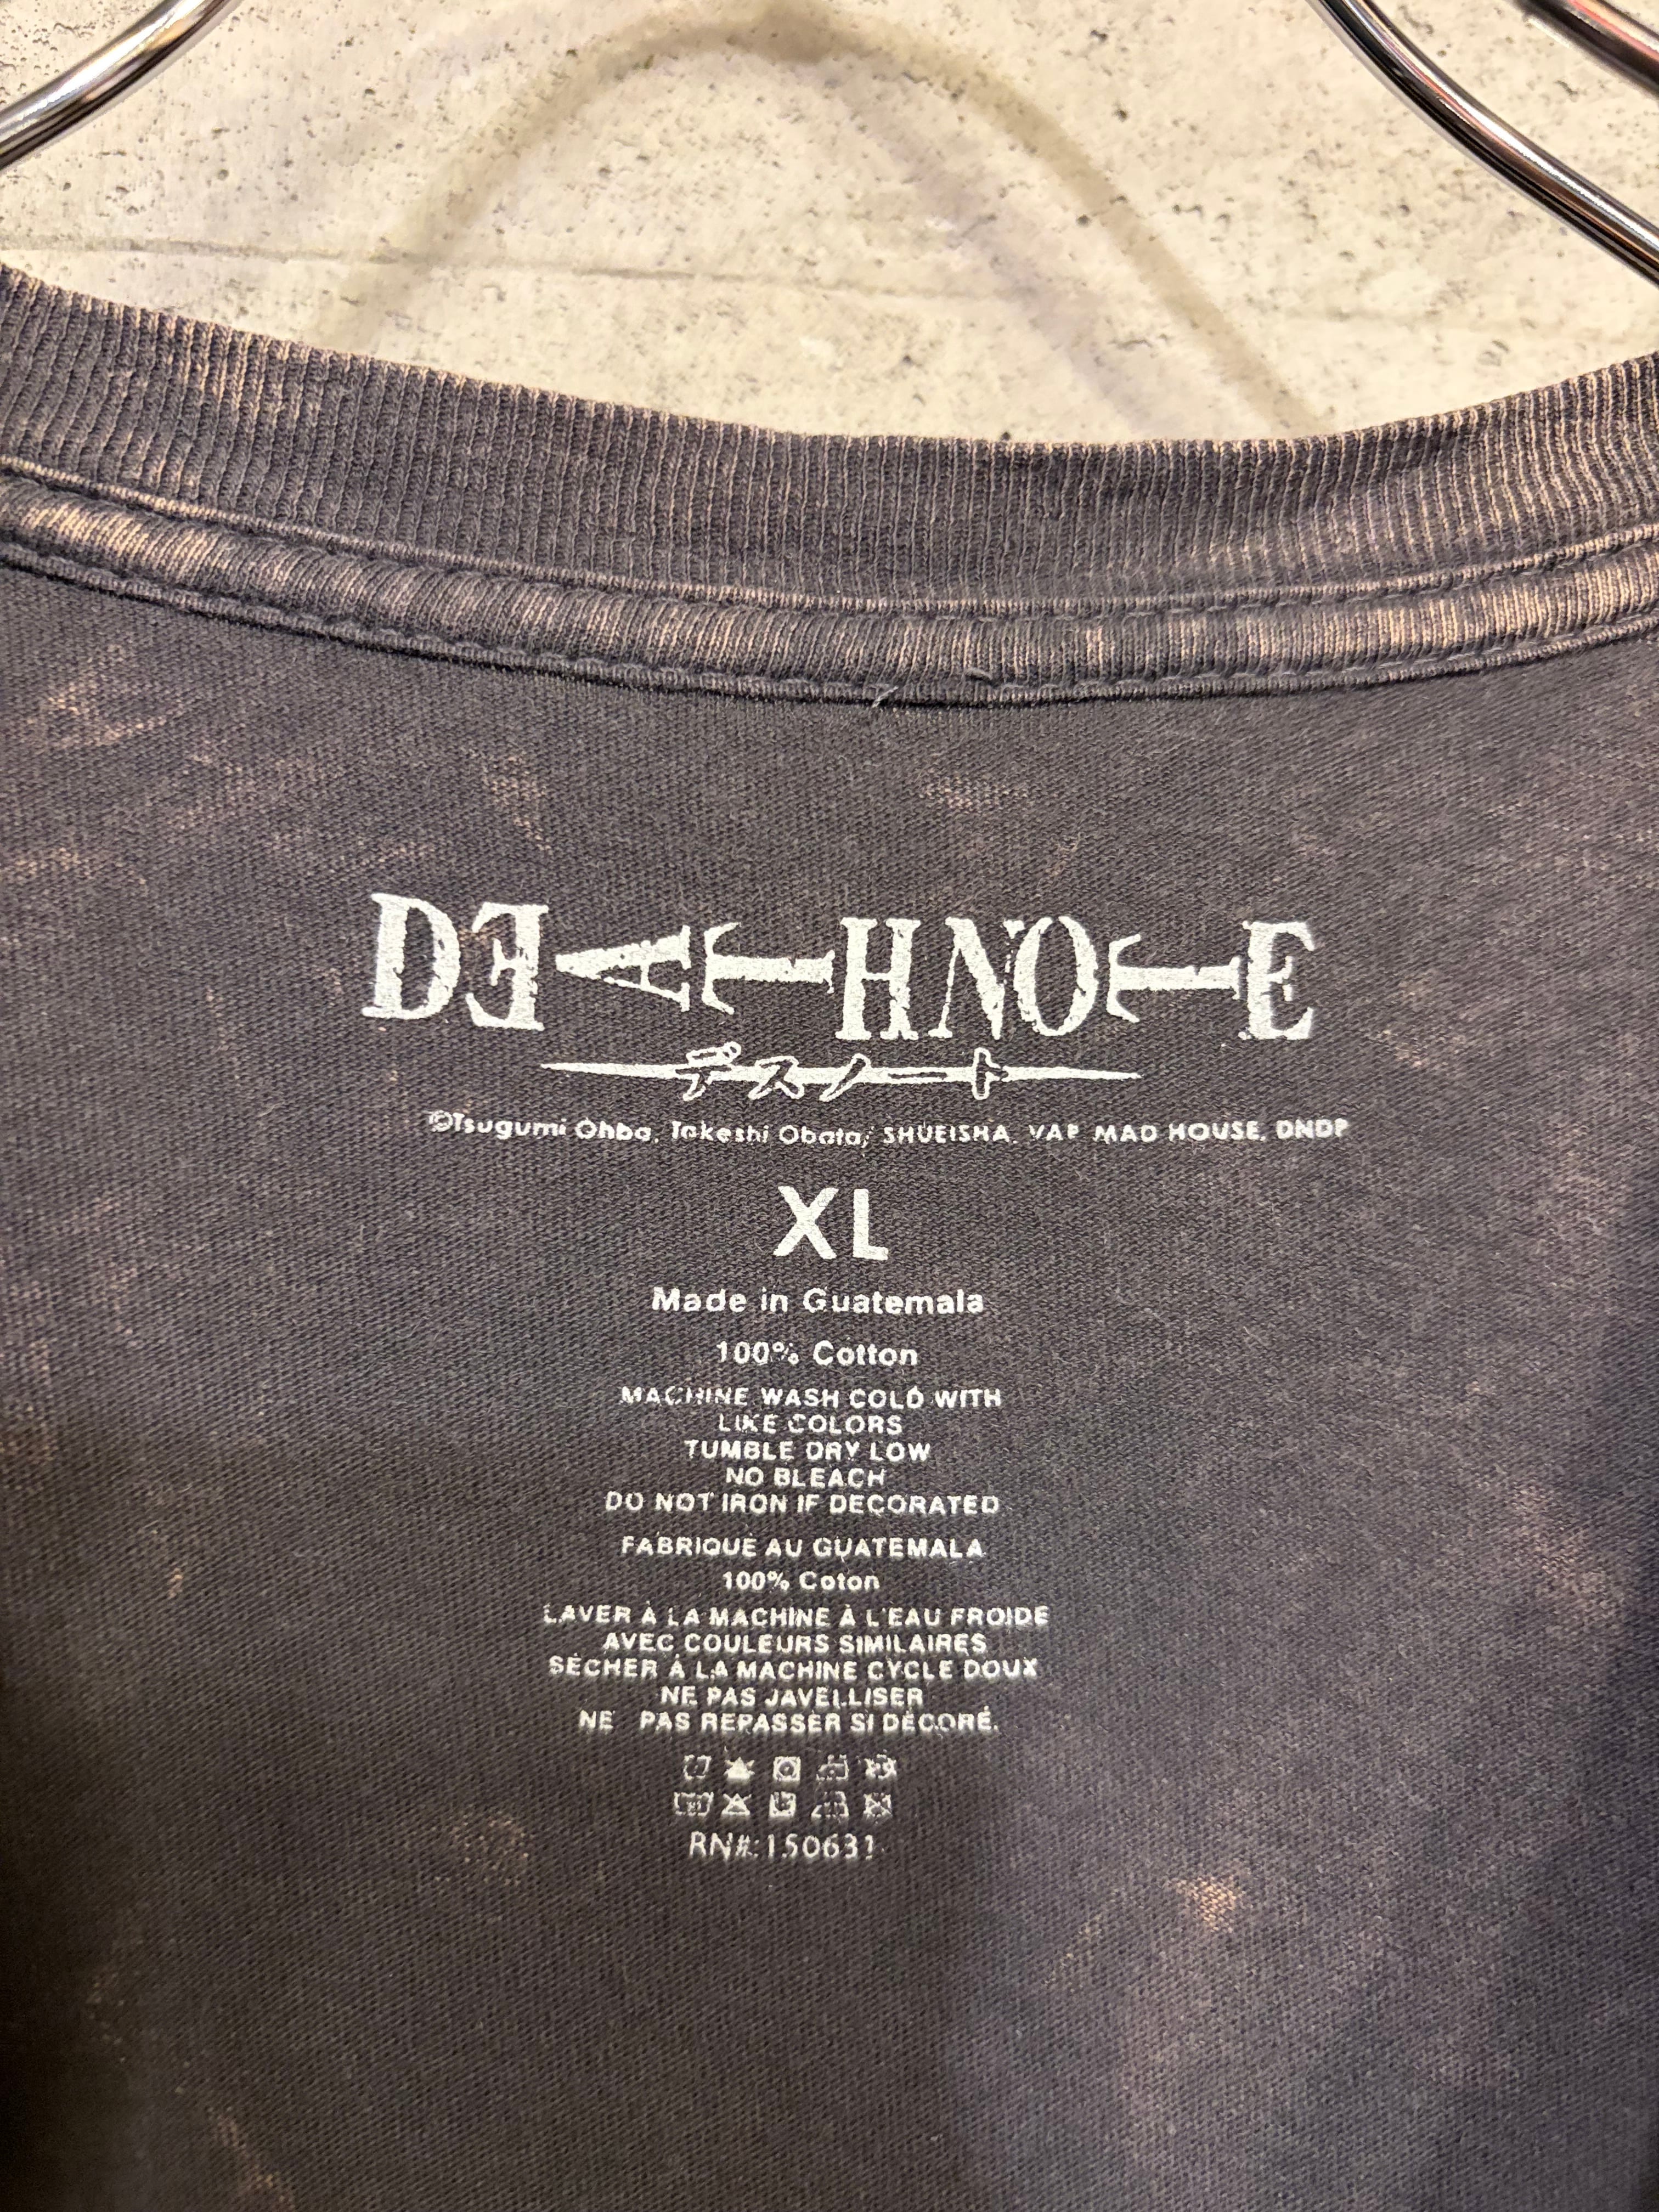 DEATH NOTE
デスノート
©Tsugumi Ohba, Takeshi Obata/ SHUEISHA, VAP, MAD HOUSE, DNDP
XL
Made in Guatemala
100% Cotton
MACHINE WASH COLD WITH
LIKE COLORS
TUMBLE DRY LOW
NO BLEACH
DO NOT IRON IF DECORATED
FABRIQUÉ AU GUATEMALA
100% Coton
LAVER À LA MACHINE À L'EAU FROIDE
AVEC COULEURS SIMILAIRES
SÉCHER À LA MACHINE CYCLE DOUX
NE PAS JAVELLISER
NE PAS REPASSER SI DÉCORÉ.
RN#:150631